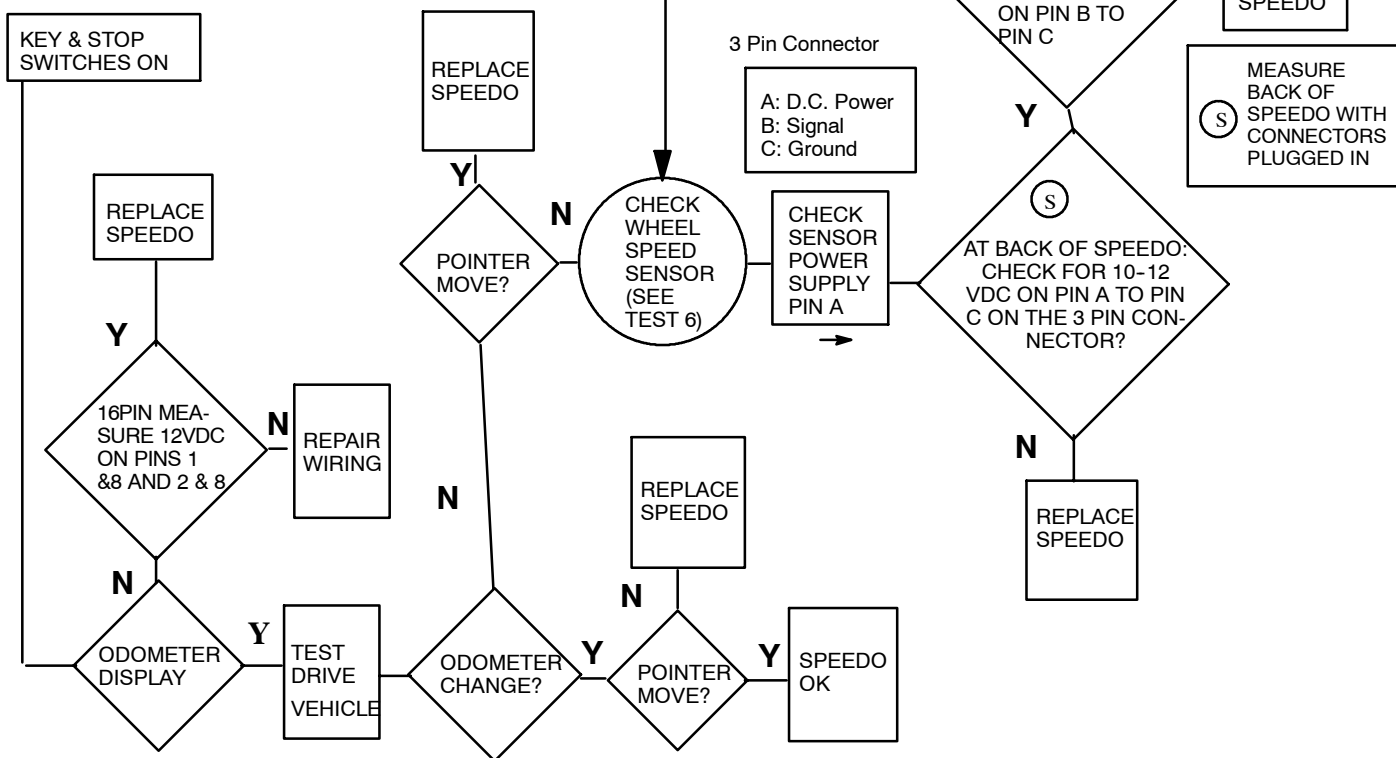 KEY & STOP
SWITCHES ON
REPLACE
SPEEDO
Y
16PIN MEA-
SURE 12VDC
ON PINS 1
&8 AND 2 & 8
N
REPAIR
WIRING
N
ODOMETER
DISPLAY
Y
TEST
DRIVE
VEHICLE
ODOMETER
CHANGE?
N
POINTER
MOVE?
Y
REPLACE
SPEEDO
N
CHECK
WHEEL
SPEED
SENSOR
(SEE
TEST 6)
Y
POINTER
MOVE?
N
REPLACE
SPEEDO
Y
SPEEDO
OK
3 Pin Connector
A: D.C. Power
B: Signal
C: Ground
CHECK
SENSOR
POWER
SUPPLY
PIN A
ON PIN B TO
PIN C
Y
S
AT BACK OF SPEEDO:
CHECK FOR 10-12
VDC ON PIN A TO PIN
C ON THE 3 PIN CON-
NECTOR?
N
REPLACE
SPEEDO
SPEEDO
S
MEASURE
BACK OF
SPEEDO WITH
CONNECTORS
PLUGGED IN